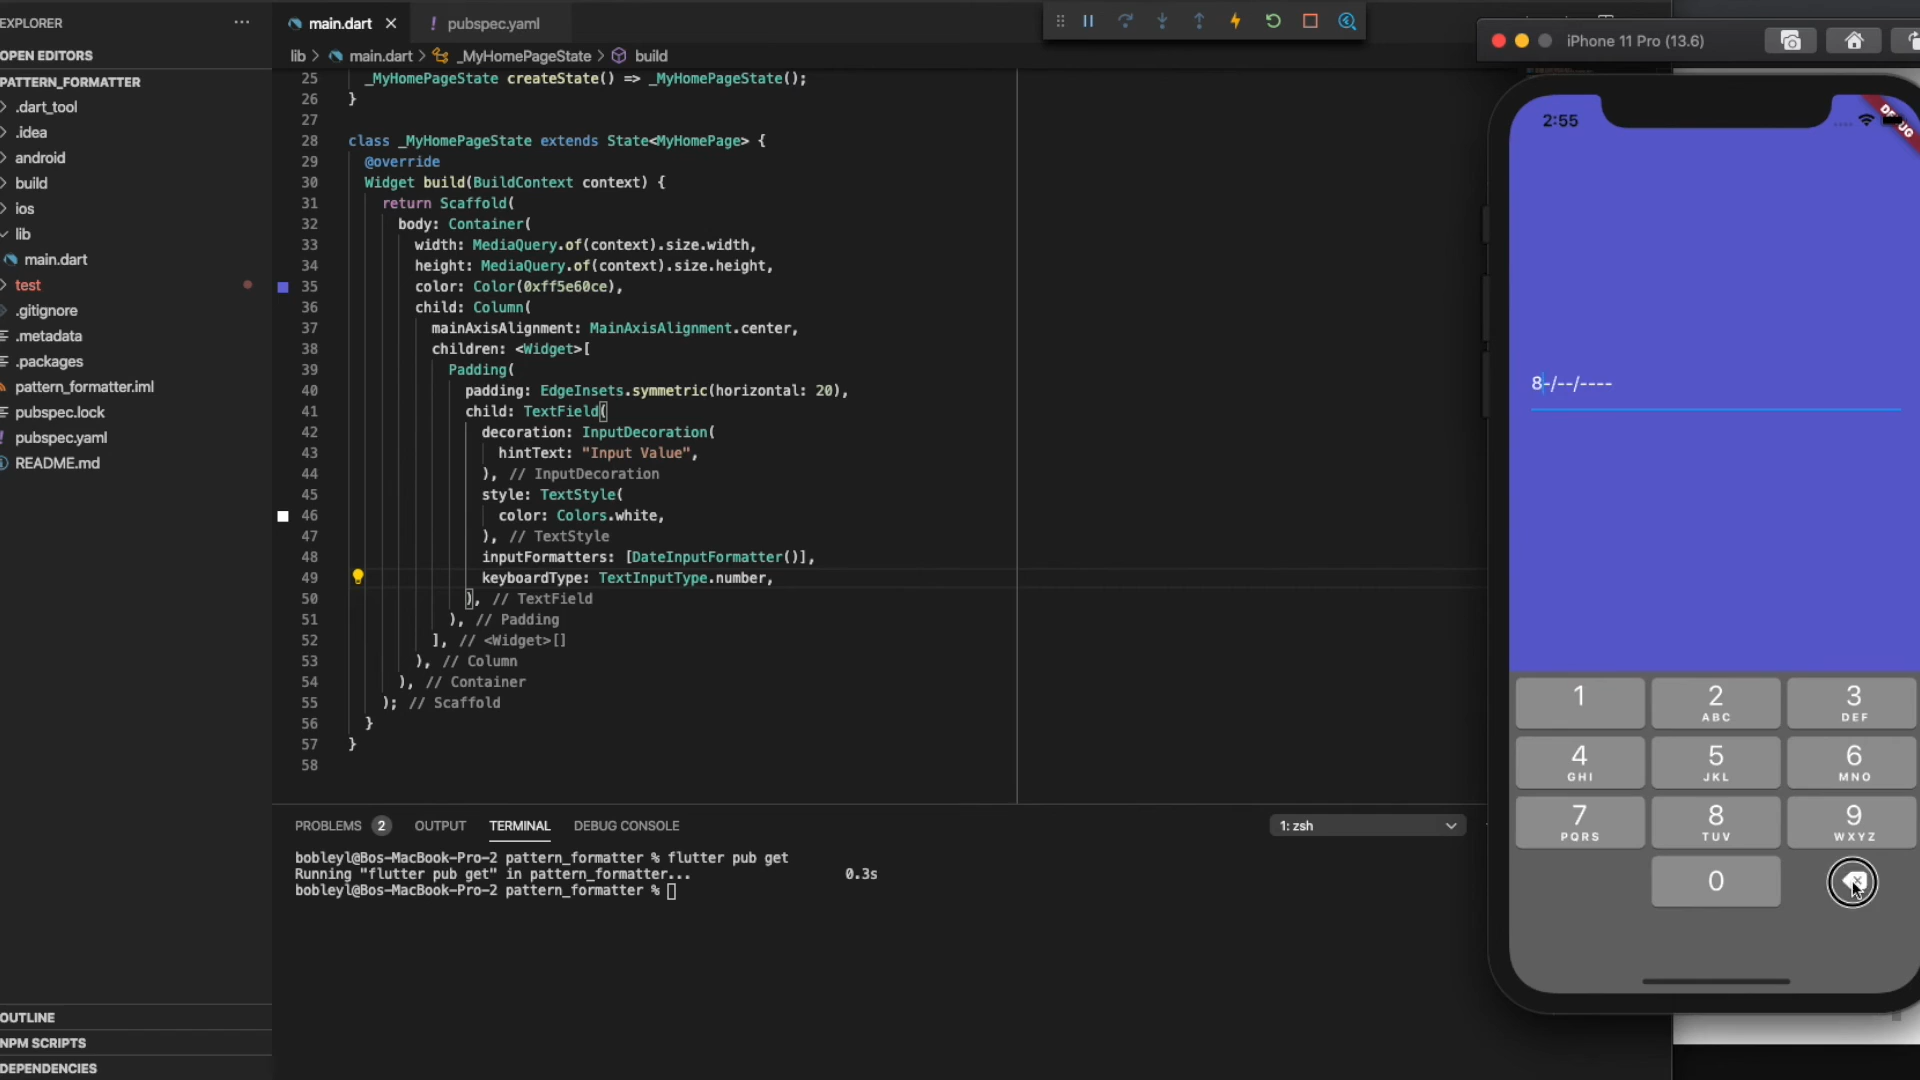 EXPLORER
OPEN EDITORS
PATTERN_FORMATTER
.dart_tool
.idea
android
build
ios
lib
main.dart
test
.gitignore
.metadata
.packages
pattern_formatter.iml
pubspec.lock
pubspec.yaml
README.md
OUTLINE
NPM SCRIPTS
DEPENDENCIES
main.dart
! pubspec.yaml
lib > main.dart > _MyHomePageState > build
25 _MyHomePageState createState() => _MyHomePageState();
26 }
27
28 class _MyHomePageState extends State<MyHomePage> {
29 @override
30 Widget build(BuildContext context) {
31 return Scaffold(
32 body: Container(
33 width: MediaQuery.of(context).size.width,
34 height: MediaQuery.of(context).size.height,
35 color: Color(0xff5e60ce),
36 child: Column(
37 mainAxisAlignment: MainAxisAlignment.center,
38 children: <Widget>[
39 Padding(
40 padding: EdgeInsets.symmetric(horizontal: 20),
41 child: TextField(
42 decoration: InputDecoration(
43 hintText: "Input Value",
44 ), // InputDecoration
45 style: TextStyle(
46 color: Colors.white,
47 ), // TextStyle
48 inputFormatters: [DateInputFormatter()],
49 keyboardType: TextInputType.number,
50 ), // TextField
51 ), // Padding
52 ], // <Widget>[]
53 ), // Column
54 ), // Container
55 ); // Scaffold
56 }
57 }
58
PROBLEMS 2 OUTPUT TERMINAL DEBUG CONSOLE 1: zsh
bobleyl@Bos-MacBook-Pro-2 pattern_formatter % flutter pub get
Running "flutter pub get" in pattern_formatter... 0.3s
bobleyl@Bos-MacBook-Pro-2 pattern_formatter %
iPhone 11 Pro (13.6)
2:55
DEBUG
8-/--/----
1 2 3
ABC DEF
4 5 6
GHI JKL MNO
7 8 9
PQRS TUV WXYZ
0